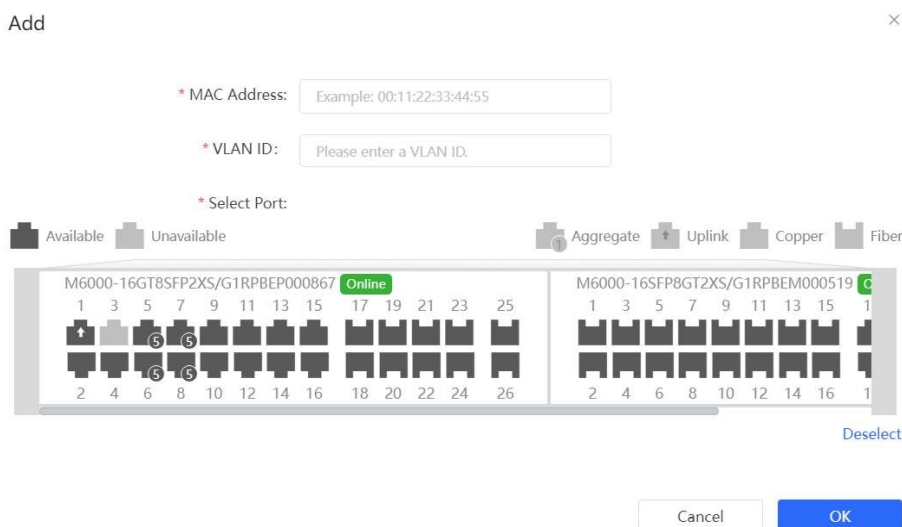 Add
* MAC Address: Example: 00:11:22:33:44:55
* VLAN ID: Please enter a VLAN ID.
* Select Port:
Available Unavailable 1 Aggregate Uplink Copper Fiber
M6000-16GT8SFP2XS/G1RPBEP000867 Online M6000-16SFP8GT2XS/G1RPBEM000519
1 3 5 7 9 11 13 15 17 19 21 23 25 1 3 5 7 9 11 13 15
5 5
5 5
2 4 6 8 10 12 14 16 18 20 22 24 26 2 4 6 8 10 12 14 16
Deselect
Cancel OK